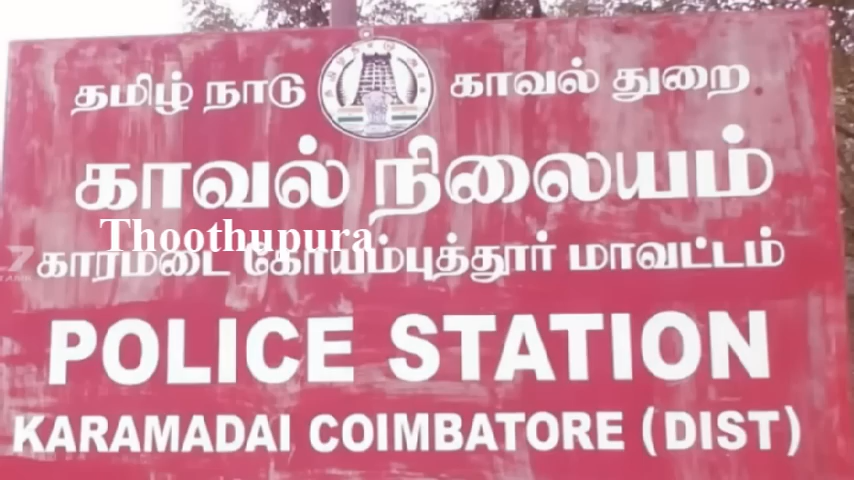 தமிழ் நாடு காவல் துறை
காவல் நிலையம்
Thoothupura
காரமடை கோயம்புத்தூர் மாவட்டம்
POLICE STATION
KARAMADAI COIMBATORE (DIST)